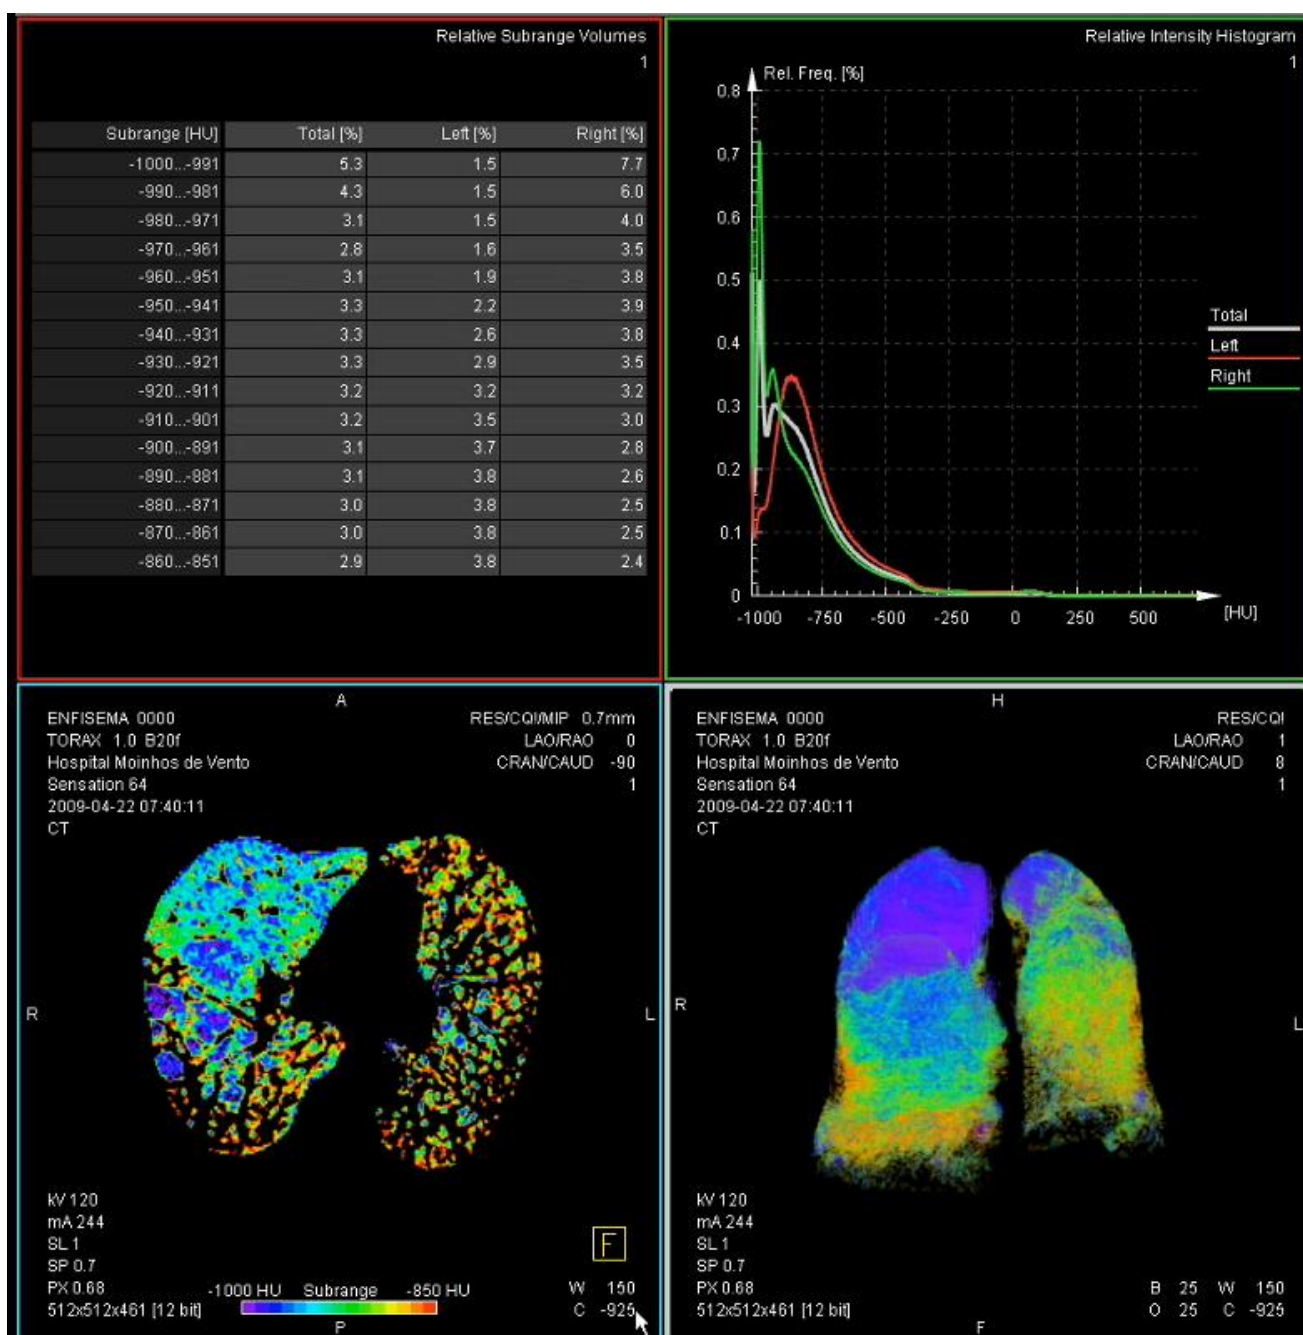 Relative Subrange Volumes
1
Subrange [HU] Total [%] Left [%] Right [%]
-1000...-991 5.3 1.5 7.7
-990...-981 4.3 1.5 6.0
-980...-971 3.1 1.5 4.0
-970...-961 2.8 1.6 3.5
-960...-951 3.1 1.9 3.8
-950...-941 3.3 2.2 3.9
-940...-931 3.3 2.6 3.8
-930...-921 3.3 2.9 3.5
-920...-911 3.2 3.2 3.2
-910...-901 3.2 3.5 3.0
-900...-891 3.1 3.7 2.8
-890...-881 3.1 3.8 2.6
-880...-871 3.0 3.8 2.5
-870...-861 3.0 3.8 2.5
-860...-851 2.9 3.8 2.4
Relative Intensity Histogram
1
Rel. Freq. [%]
0.8
0.7
0.6
0.5
0.4
0.3
0.2
0.1
0
Total
Left
Right
-1000 -750 -500 -250 0 250 500 [HU]
A
ENFISEMA 0000 RES/CQI/MIP 0.7mm
TORAX 1.0 B20f LAO/RAO 0
Hospital Moinhos de Vento CRAN/CAUD -90
Sensation 64 1
2009-04-22 07:40:11
CT
R L
kV 120
mA 244
SL 1
F
SP 0.7
PX 0.68 -1000 HU Subrange -850 HU W 150
512x512x461 [12 bit] C -925
P
H
ENFISEMA 0000 RES/CQI
TORAX 1.0 B20f LAO/RAO 1
Hospital Moinhos de Vento CRAN/CAUD 8
Sensation 64 1
2009-04-22 07:40:11
CT
R L
kV 120
mA 244
SL 1
SP 0.7
PX 0.68 B 25 W 150
512x512x461 [12 bit] O 25 C -925
F